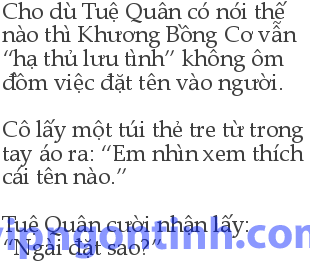 Cho dù Tuệ Quân có nói thế
nào thì Khương Bồng Cơ vẫn
“hạ thủ lưu tình” không ôm
đồm việc đặt tên vào người.
Cô lấy một túi thẻ tre từ trong
tay áo ra: “Em nhìn xem thích
cái tên nào.”
Tuệ Quân cười nhận lấy:
“Ngài đặt sao?”
vipngontinh.com